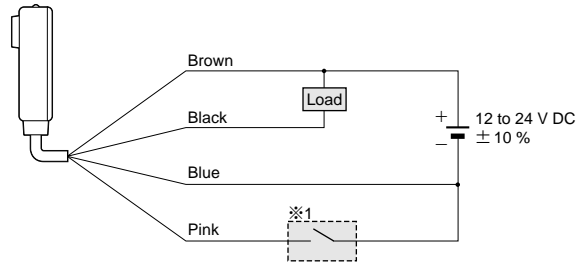 Brown
Load
Black
+ 12 to 24 V DC
− ± 10 %
Blue
※1
Pink